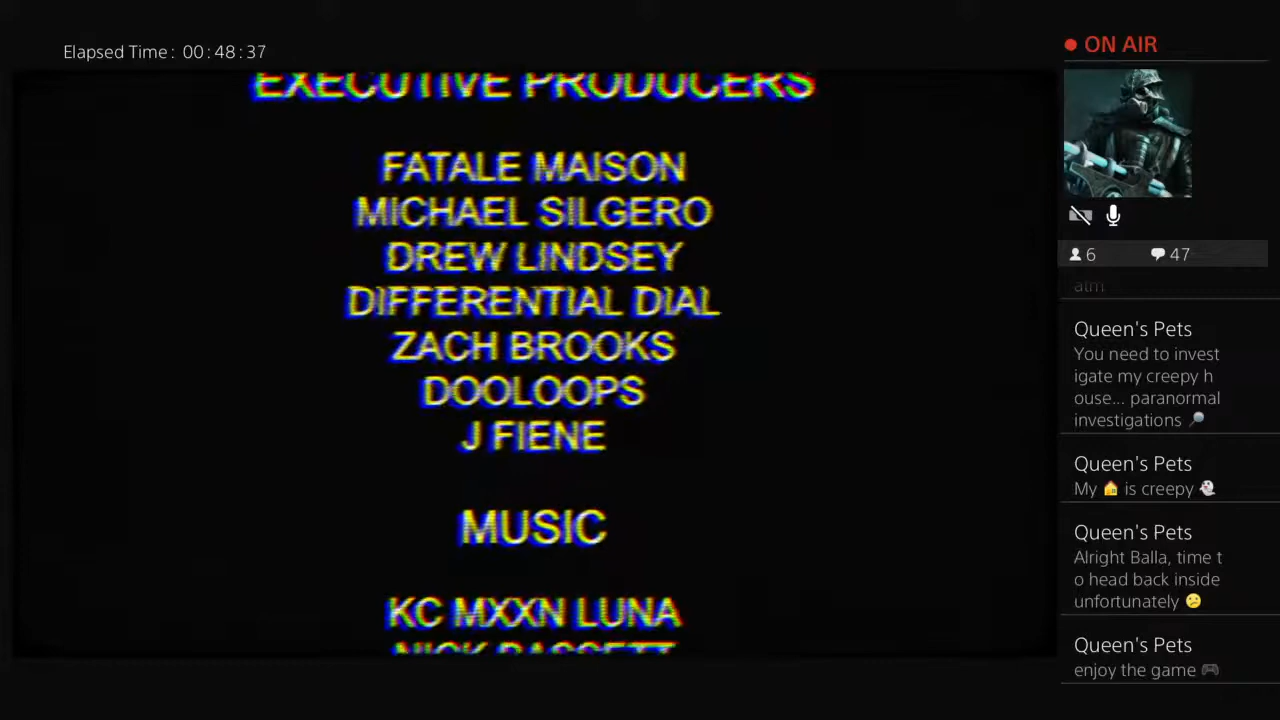 Elapsed Time: 00:48:37
EXECUTIVE PRODUCERS
FATALE MAISON
MICHAEL SILGERO
DREW LINDSEY
DIFFERENTIAL DIAL
ZACH BROOKS
DOOLOOPS
J FIENE
MUSIC
KC MXXN LUNA
NICK BASSETT
ON AIR
6 47
atm
Queen's Pets
You need to invest
igate my creepy h
ouse... paranormal
investigations 🔎
Queen's Pets
My 🏠 is creepy 👻
Queen's Pets
Alright Balla, time t
o head back inside
unfortunately 😕
Queen's Pets
enjoy the game 🎮